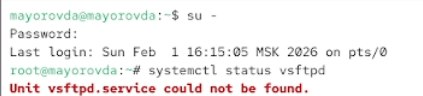 mayorovda@mayorovda:~$ su -
Password:
Last login: Sun Feb  1 16:15:05 MSK 2026 on pts/0
root@mayorovda:~# systemctl status vsftpd
Unit vsftpd.service could not be found.